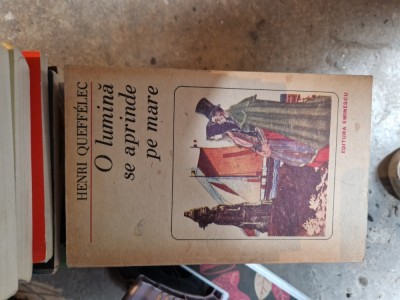 HENRI QUEFFÉLEC
O lumină
se aprinde
pe mare
EDITURA EMINESCU